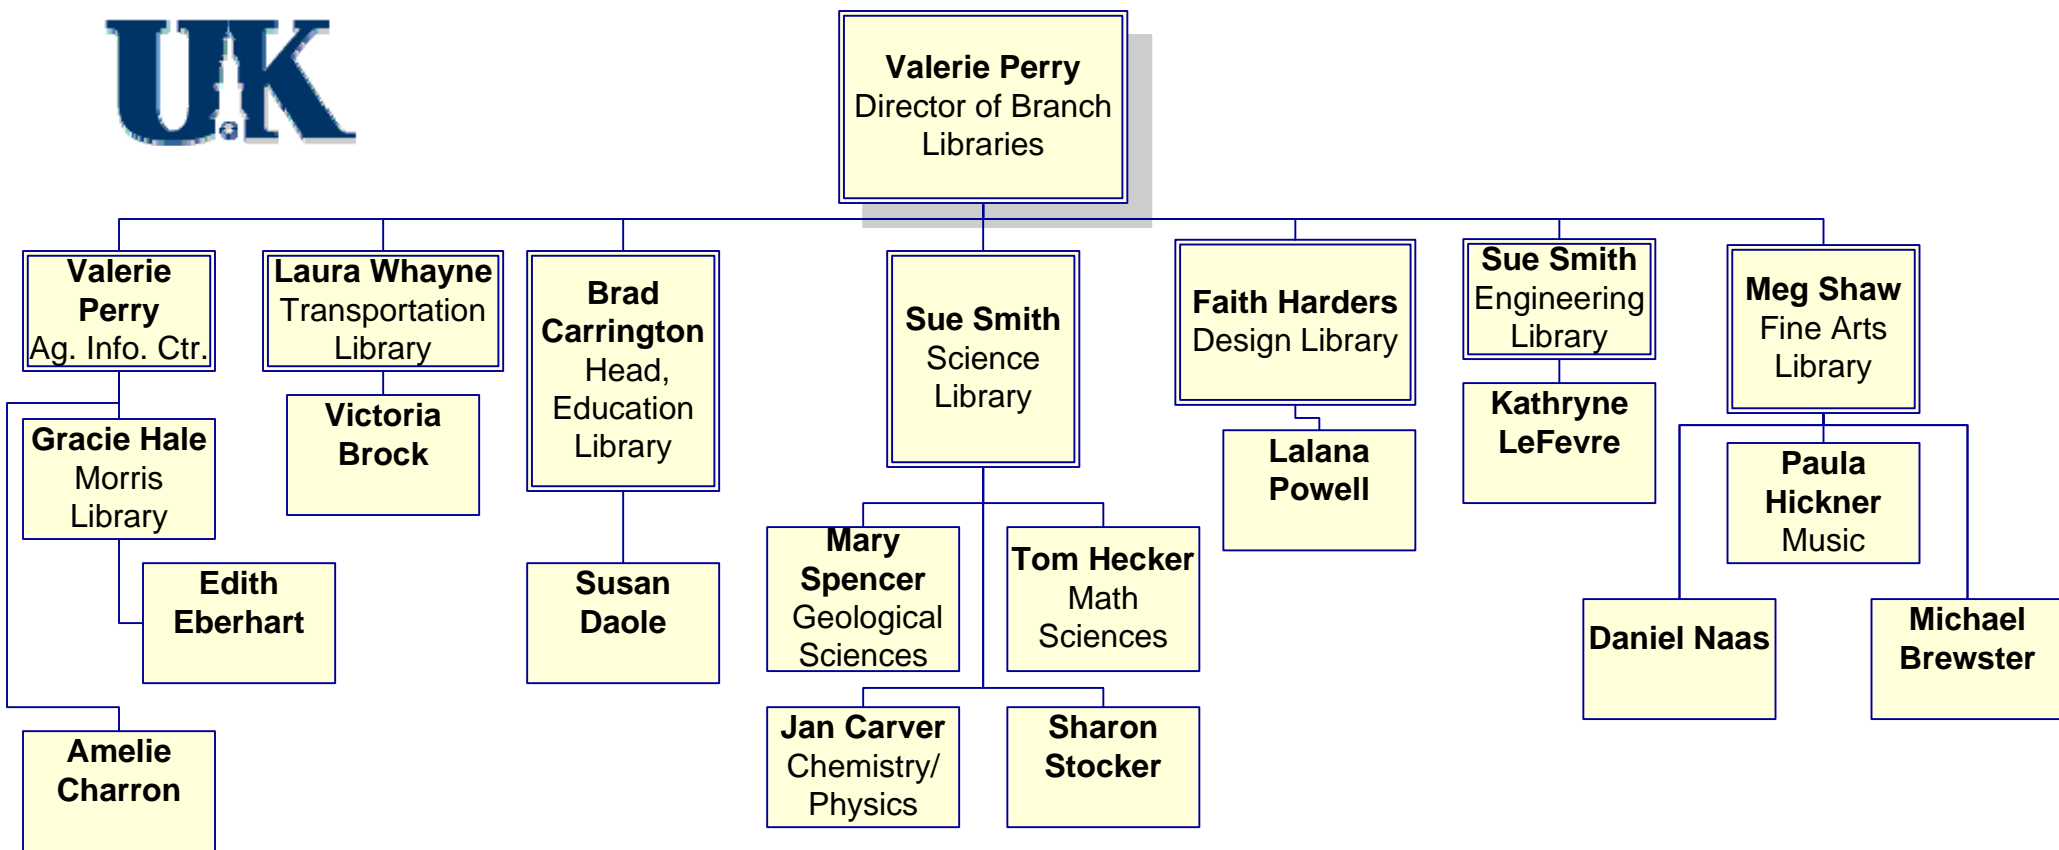 UK
Valerie Perry
Director of Branch
Libraries
Valerie
Perry
Ag. Info. Ctr.
Laura Whayne
Transportation
Library
Brad
Carrington
Head,
Education
Library
Sue Smith
Science
Library
Faith Harders
Design Library
Sue Smith
Engineering
Library
Meg Shaw
Fine Arts
Library
Gracie Hale
Morris
Library
Victoria
Brock
Lalana
Powell
Kathryne
LeFevre
Paula
Hickner
Music
Edith
Eberhart
Susan
Daole
Mary
Spencer
Geological
Sciences
Tom Hecker
Math
Sciences
Daniel Naas
Michael
Brewster
Amelie
Charron
Jan Carver
Chemistry/
Physics
Sharon
Stocker